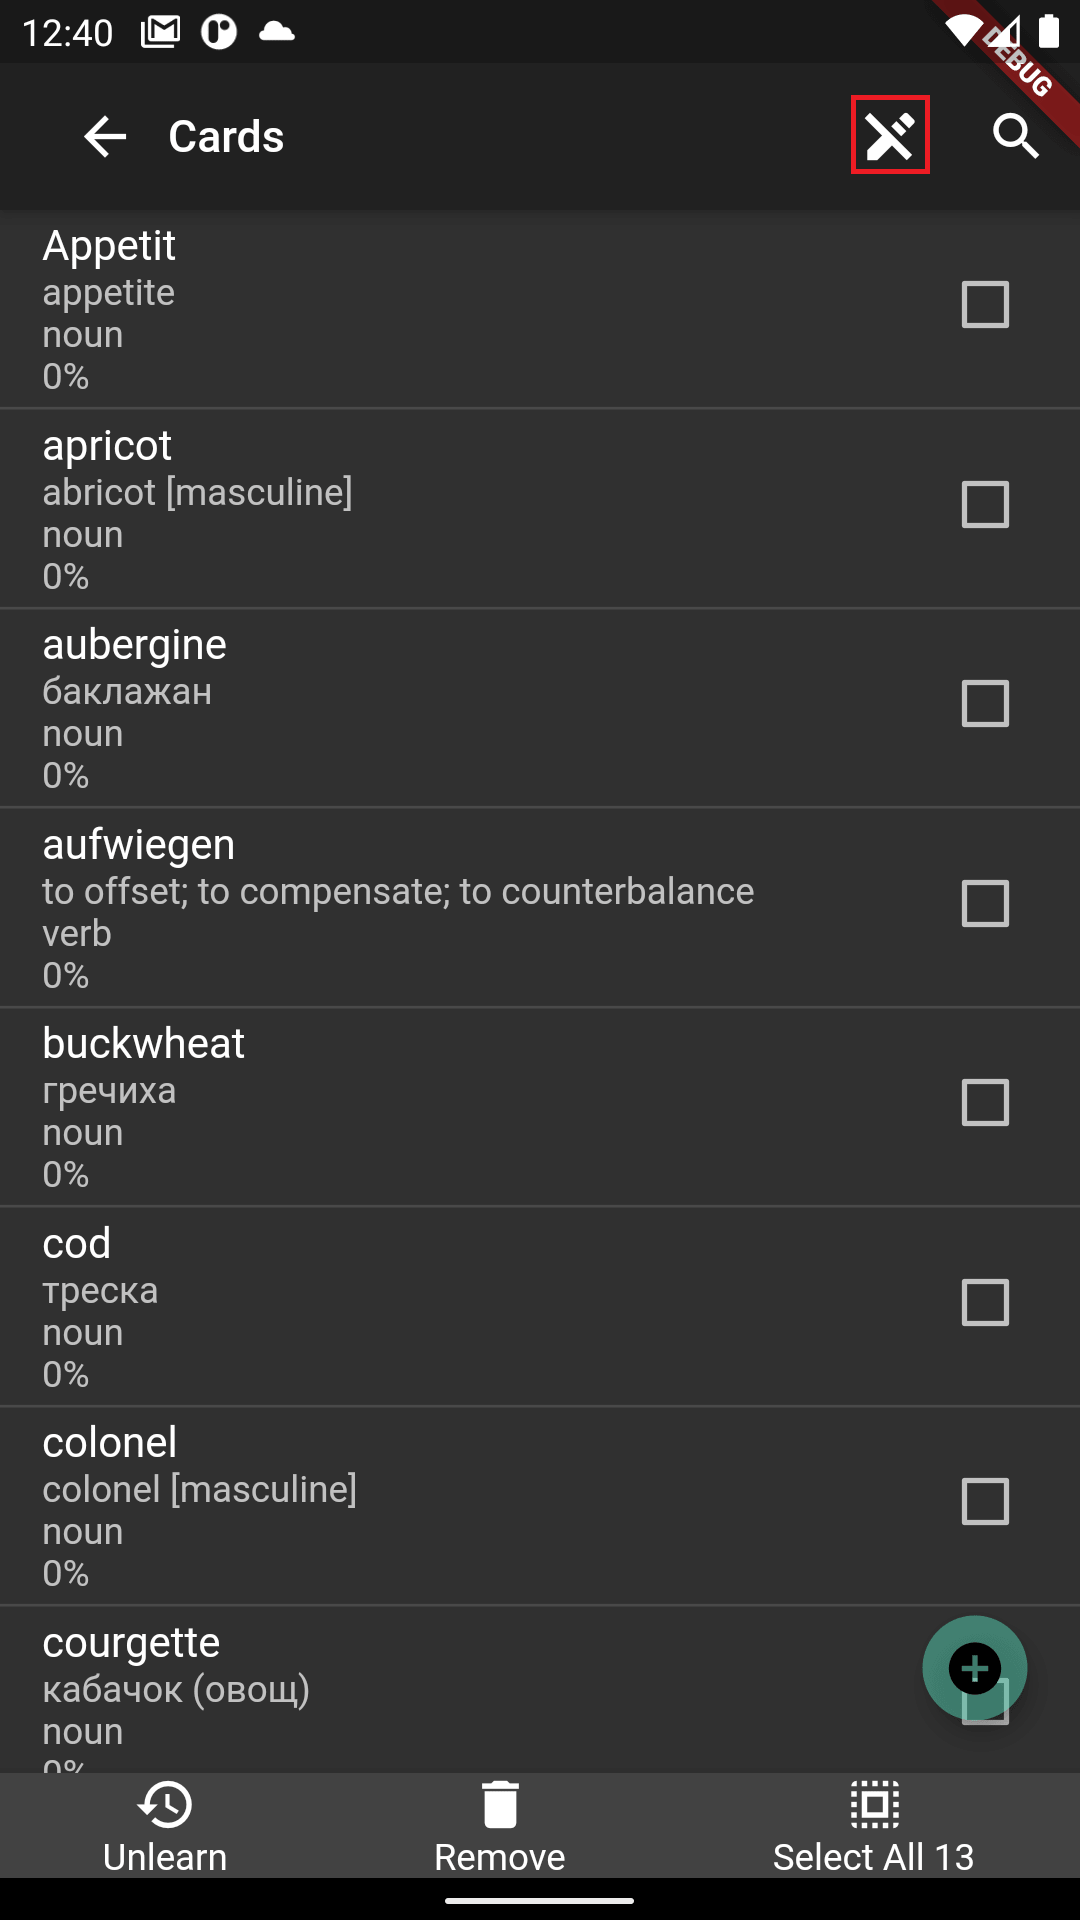 12:40
DEBUG
Cards
Appetit
appetite
noun
0%
apricot
abricot [masculine]
noun
0%
aubergine
баклажан
noun
0%
aufwiegen
to offset; to compensate; to counterbalance
verb
0%
buckwheat
гречиха
noun
0%
cod
треска
noun
0%
colonel
colonel [masculine]
noun
0%
courgette
кабачок (овощ)
noun
0%
Unlearn
Remove
Select All 13